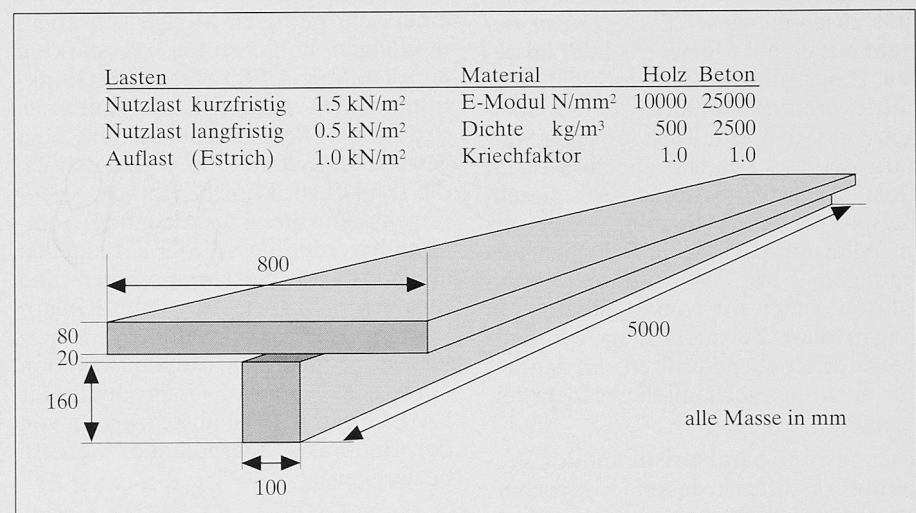 Lasten Material Holz Beton
Nutzlast kurzfristig 1.5 kN/m² E-Modul N/mm² 10000 25000
Nutzlast langfristig 0.5 kN/m² Dichte kg/m³ 500 2500
Auflast (Estrich) 1.0 kN/m² Kriechfaktor 1.0 1.0
800
80
20
5000
160
alle Masse in mm
100